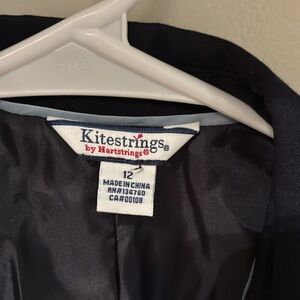 Kitestrings®
by Hartstrings®
12
MADE IN CHINA
RN#134760
CA#00108